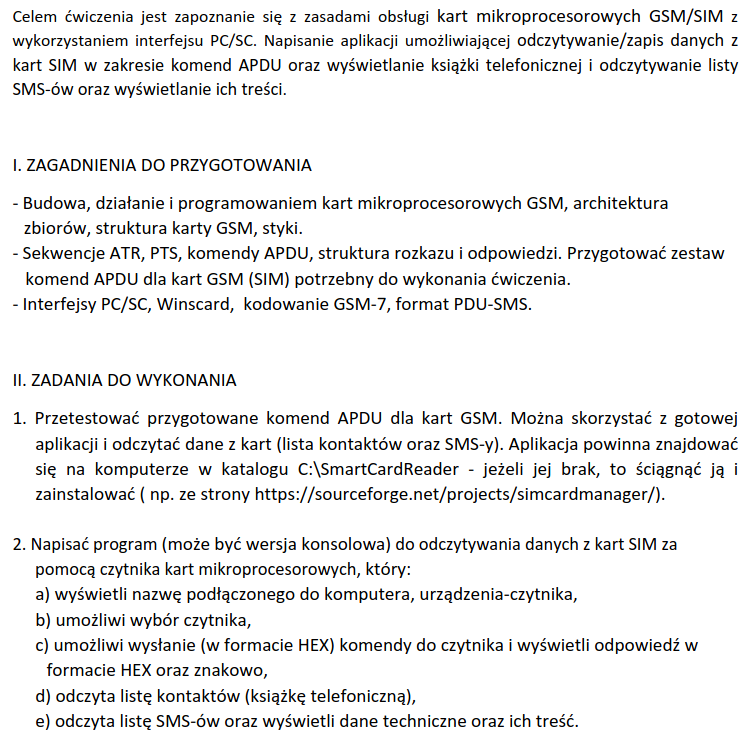 Celem ćwiczenia jest zapoznanie się z zasadami obsługi kart mikroprocesorowych GSM/SIM z
wykorzystaniem interfejsu PC/SC. Napisanie aplikacji umożliwiającej odczytywanie/zapis danych z
kart SIM w zakresie komend APDU oraz wyświetlanie książki telefonicznej i odczytywanie listy
SMS-ów oraz wyświetlanie ich treści.
I. ZAGADNIENIA DO PRZYGOTOWANIA
- Budowa, działanie i programowaniem kart mikroprocesorowych GSM, architektura
zbiorów, struktura karty GSM, styki.
- Sekwencje ATR, PTS, komendy APDU, struktura rozkazu i odpowiedzi. Przygotować zestaw
komend APDU dla kart GSM (SIM) potrzebny do wykonania ćwiczenia.
- Interfejsy PC/SC, Winscard, kodowanie GSM-7, format PDU-SMS.
II. ZADANIA DO WYKONANIA
1. Przetestować przygotowane komend APDU dla kart GSM. Można skorzystać z gotowej
aplikacji i odczytać dane z kart (lista kontaktów oraz SMS-y). Aplikacja powinna znajdować
się na komputerze w katalogu C:\SmartCardReader - jeżeli jej brak, to ściągnąć ją i
zainstalować ( np. ze strony https://sourceforge.net/projects/simcardmanager/).
2. Napisać program (może być wersja konsolowa) do odczytywania danych z kart SIM za
pomocą czytnika kart mikroprocesorowych, który:
a) wyświetli nazwę podłączonego do komputera, urządzenia-czytnika,
b) umożliwi wybór czytnika,
c) umożliwi wysłanie (w formacie HEX) komendy do czytnika i wyświetli odpowiedź w
formacie HEX oraz znakowo,
d) odczyta listę kontaktów (książkę telefoniczną),
e) odczyta listę SMS-ów oraz wyświetli dane techniczne oraz ich treść.